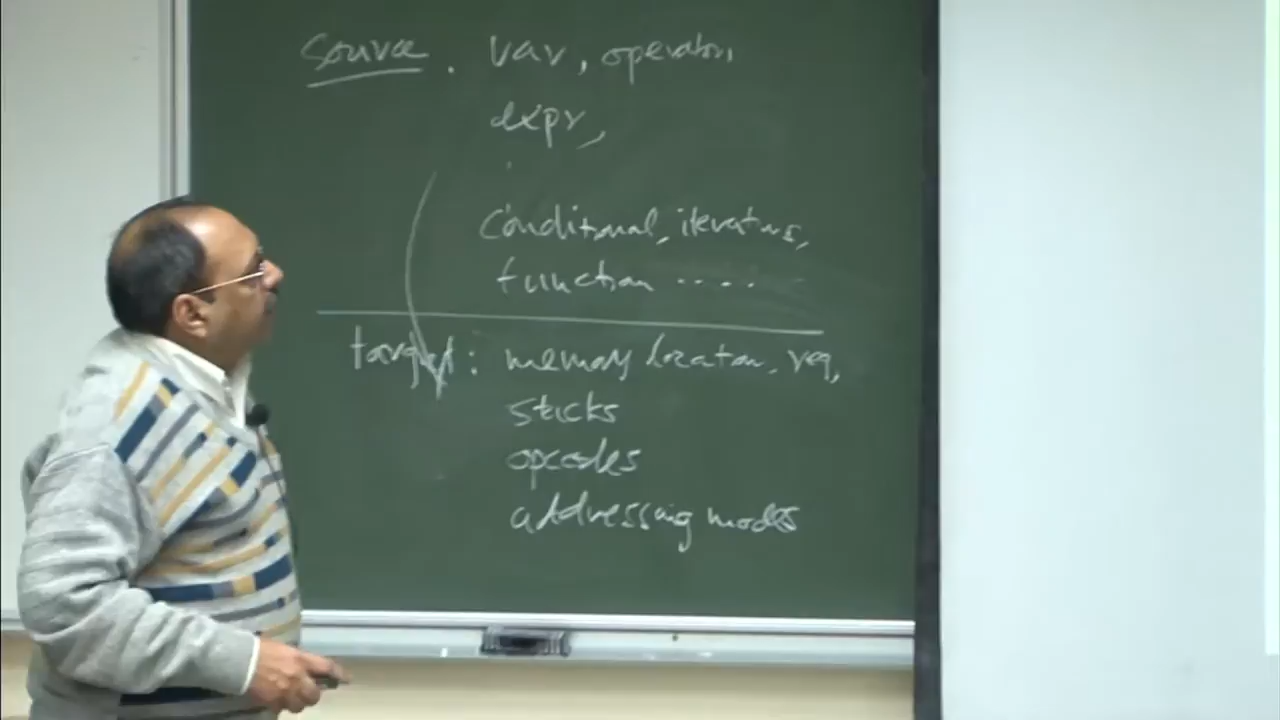 Source. var, operators
expr,
Conditional, iterations,
function .....
target: memory location, reg,
stacks
opcodes
addressing modes